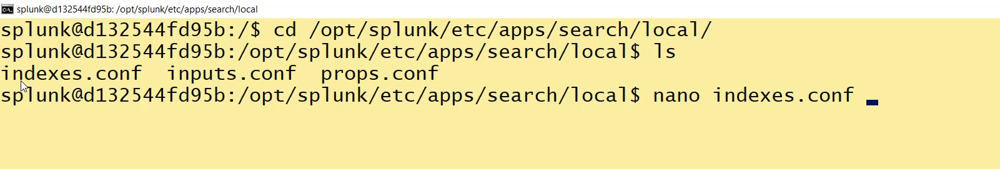 splunk@d132544fd95b: /opt/splunk/etc/apps/search/local
splunk@d132544fd95b:/$ cd /opt/splunk/etc/apps/search/local/
splunk@d132544fd95b:/opt/splunk/etc/apps/search/local$ ls
indexes.conf  inputs.conf  props.conf
splunk@d132544fd95b:/opt/splunk/etc/apps/search/local$ nano indexes.conf